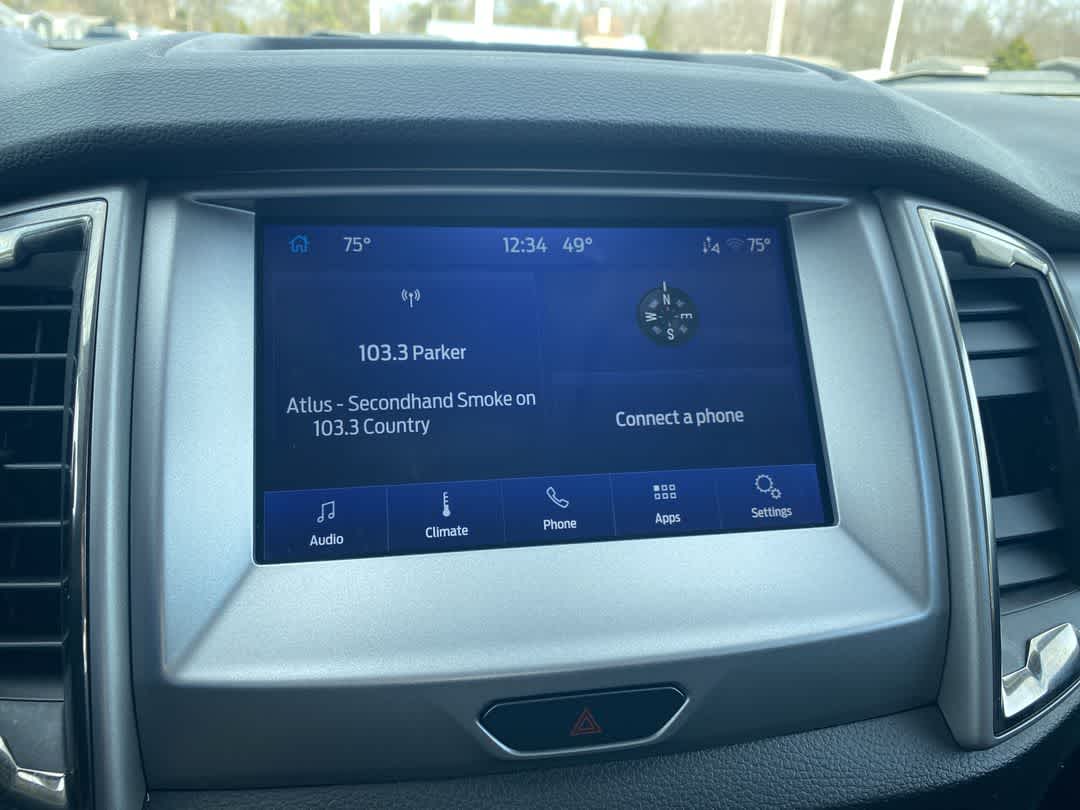 75° 12:34 49° 75°
N
W E
S
103.3 Parker
Atlus - Secondhand Smoke on
103.3 Country
Connect a phone
Audio Climate Phone Apps Settings